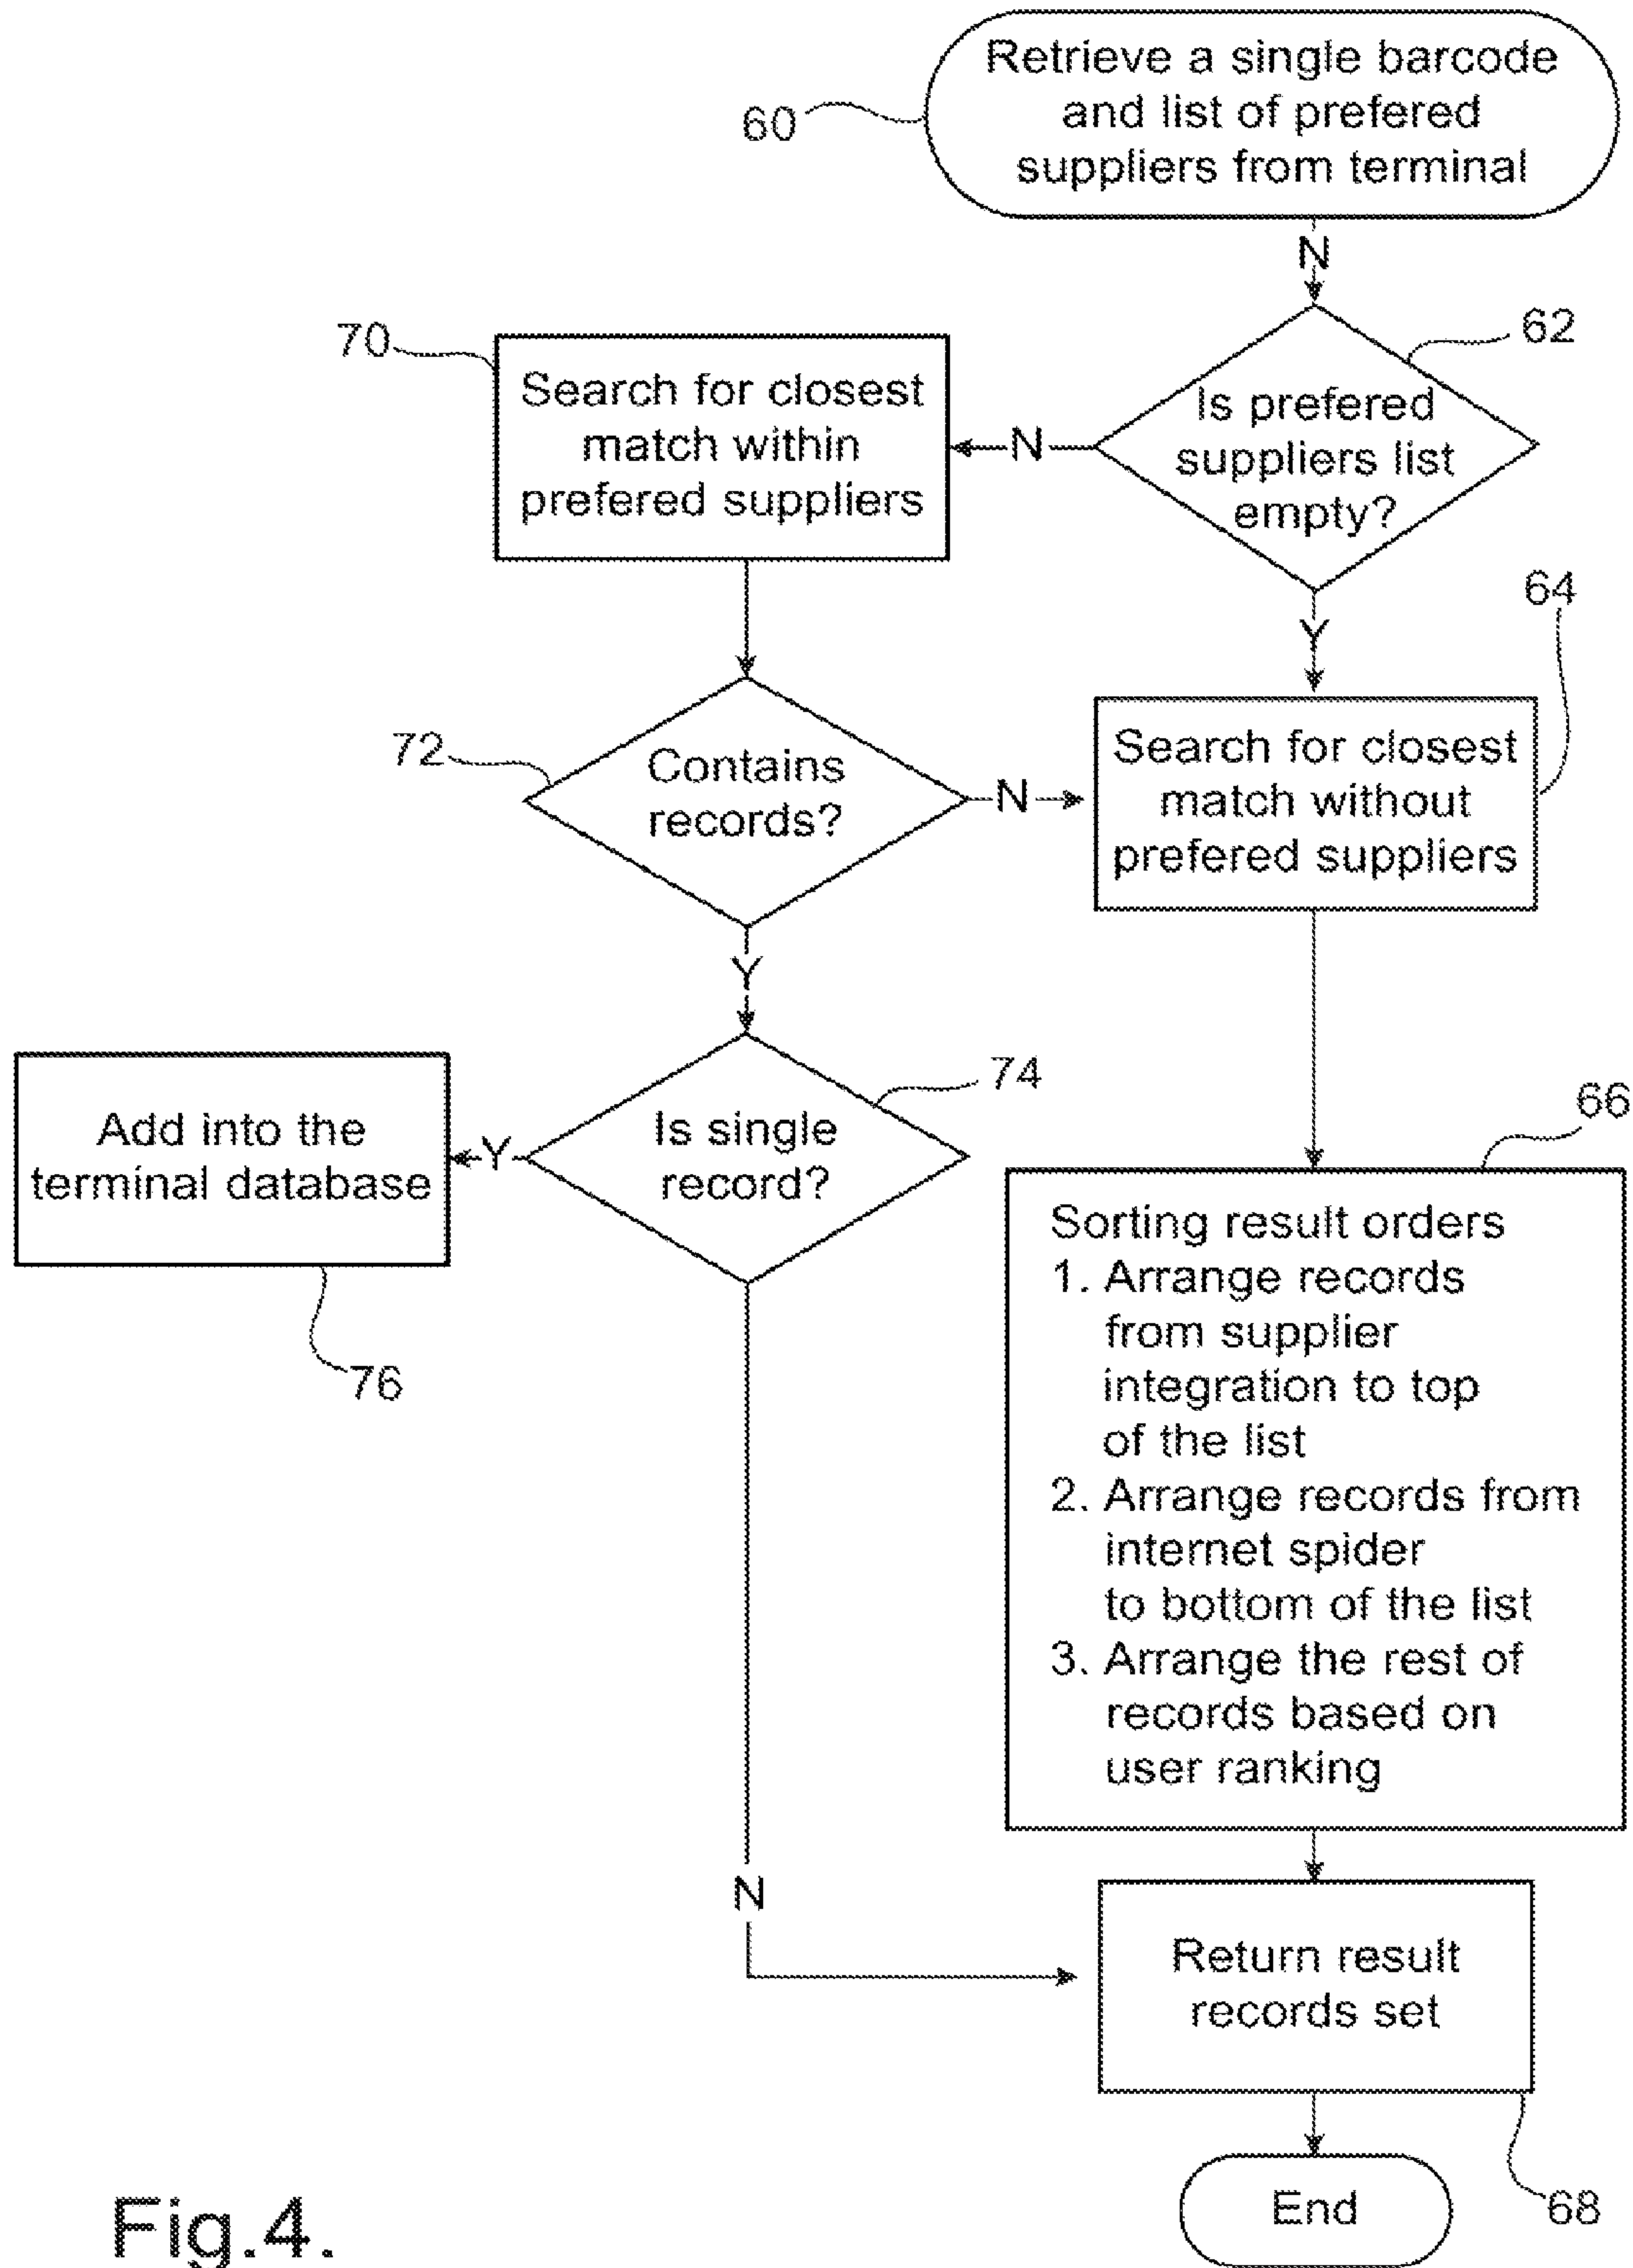 Retrieve a single barcode
and list of prefered
suppliers from terminal
60
N
62
Is prefered
suppliers list
empty?
N
70
Search for closest
match within
prefered suppliers
Y
64
Search for closest
match without
prefered suppliers
72
Contains
records?
N
Y
74
Is single
record?
Y
Add into the
terminal database
76
66
Sorting result orders
1. Arrange records
from supplier
integration to top
of the list
2. Arrange records from
internet spider
to bottom of the list
3. Arrange the rest of
records based on
user ranking
N
Return result
records set
68
End
Fig.4.